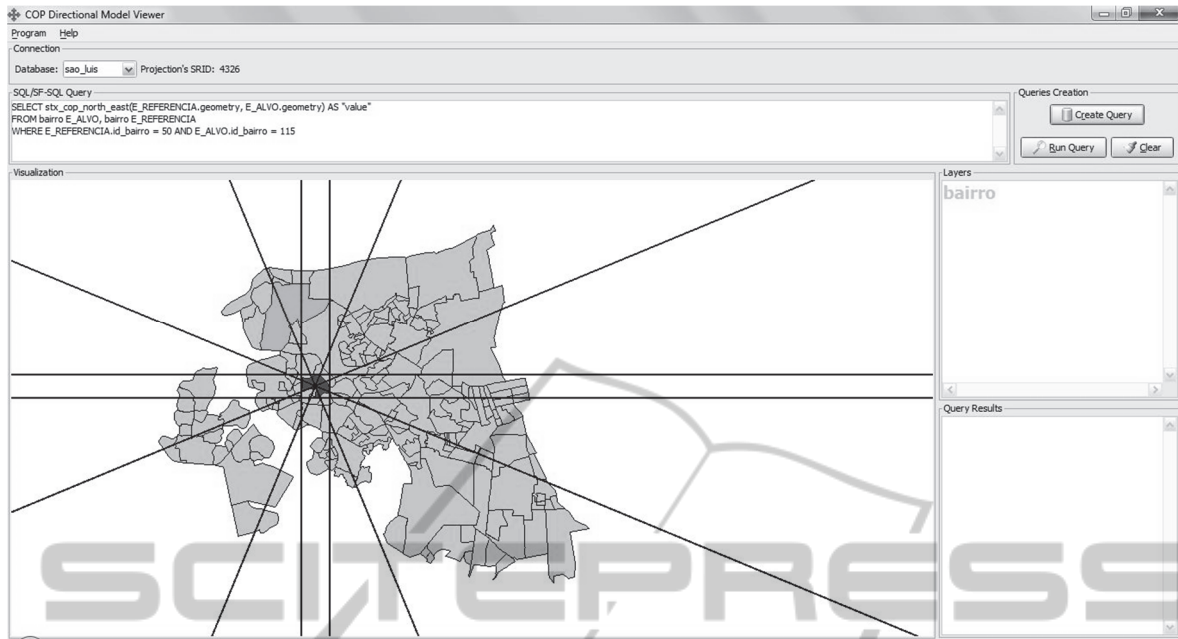 COP Directional Model Viewer
Program Help
Connection
Database: sao_luis Projection's SRID: 4326
SQL/SF-SQL Query
SELECT stx_cop_north_east(E_REFERENCIA.geometry, E_ALVO.geometry) AS "value"
FROM bairro E_ALVO, bairro E_REFERENCIA
WHERE E_REFERENCIA.id_bairro = 50 AND E_ALVO.id_bairro = 115
Queries Creation
Create Query
Run Query Clear
Visualization
Layers
bairro
Query Results
SCITEPRESS